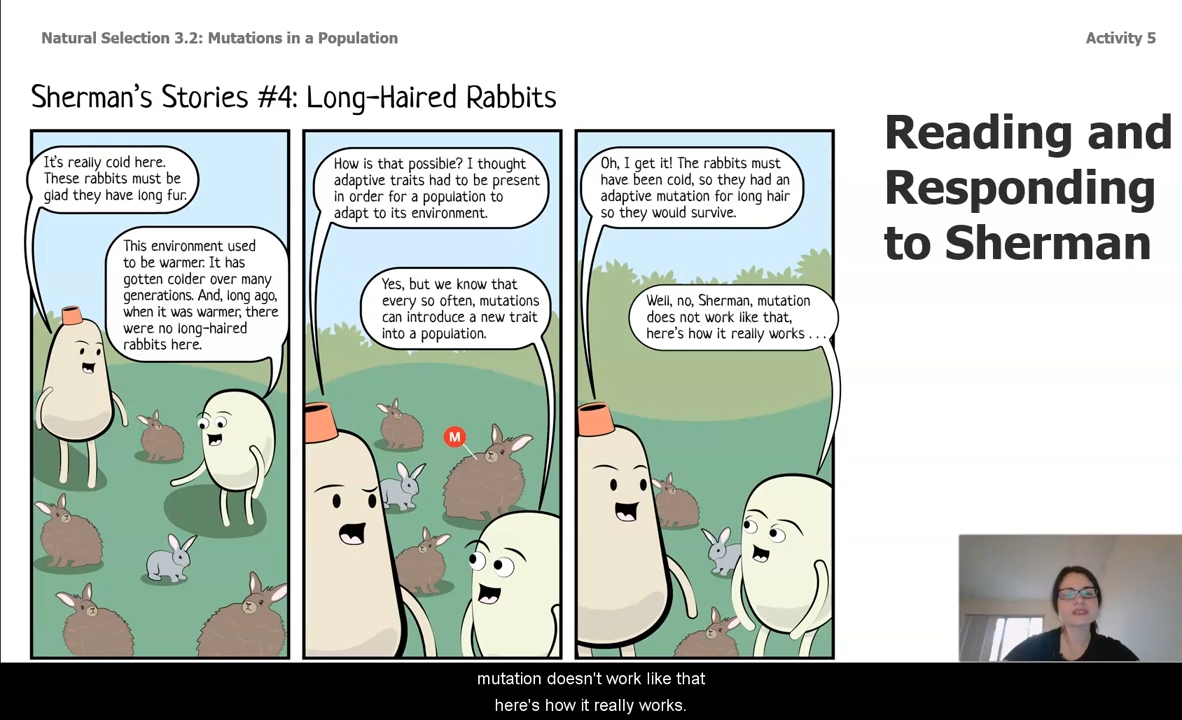 Natural Selection 3.2: Mutations in a Population
Activity 5
Sherman's Stories #4: Long-Haired Rabbits
It's really cold here.
These rabbits must be
glad they have long fur.
This environment used
to be warmer. It has
gotten colder over many
generations. And, long ago,
when it was warmer, there
were no long-haired
rabbits here.
How is that possible? I thought
adaptive traits had to be present
in order for a population to
adapt to its environment.
Yes, but we know that
every so often, mutations
can introduce a new trait
into a population.
M
Oh, I get it! The rabbits must
have been cold, so they had an
adaptive mutation for long hair
so they would survive.
Well, no, Sherman, mutation
does not work like that,
here's how it really works . . .
Reading and
Responding
to Sherman
mutation doesn't work like that
here's how it really works.